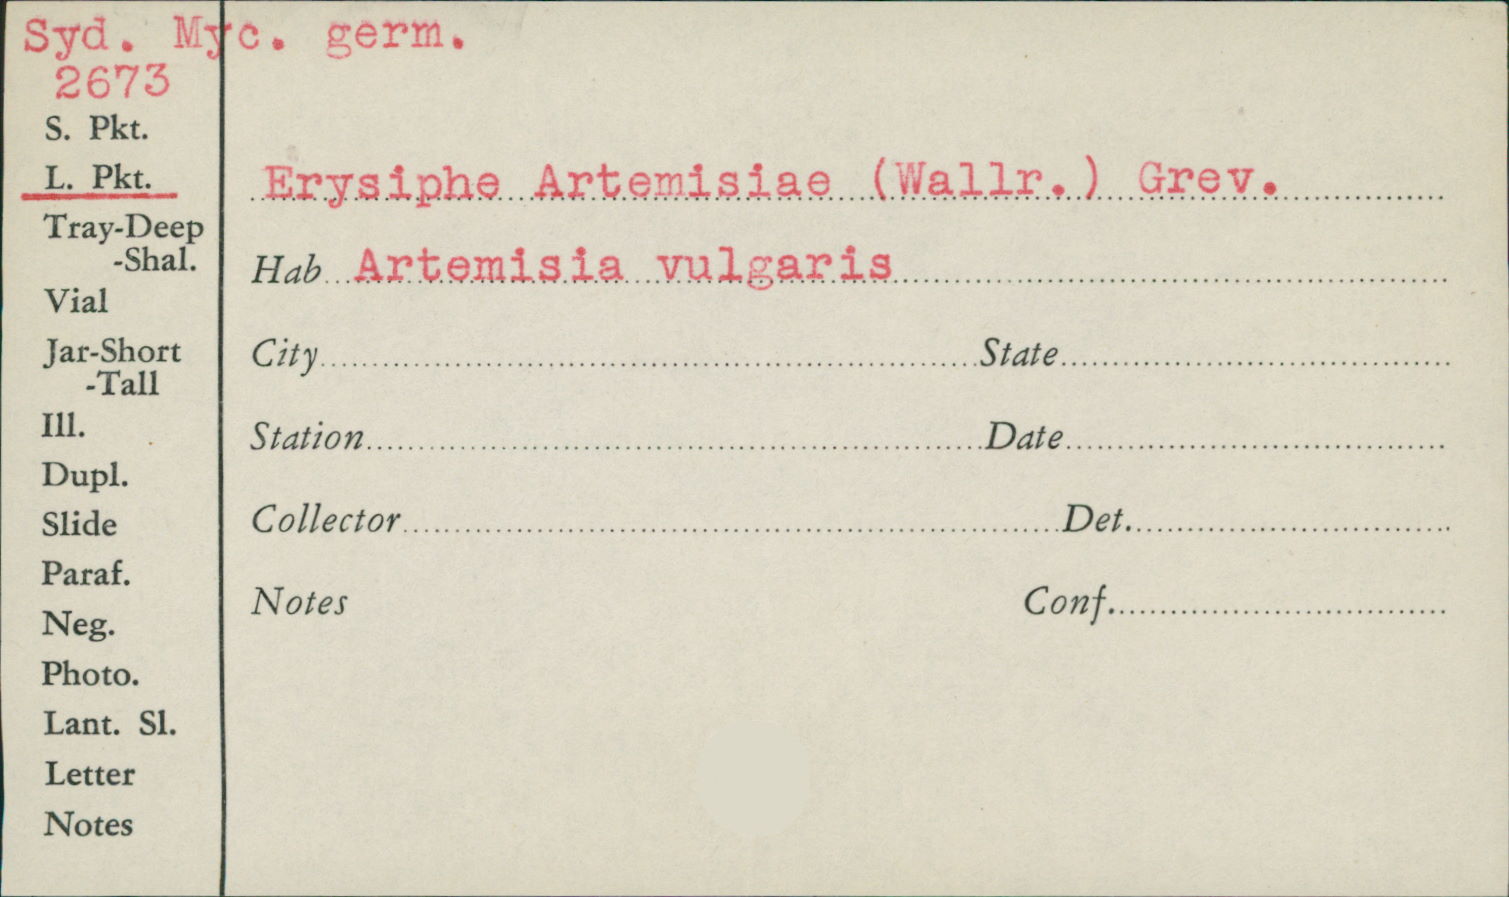 Syd. Myc. germ.
2673
S. Pkt.
L. Pkt.
Tray-Deep
-Shal.
Vial
Jar-Short
-Tall
Ill.
Dupl.
Slide
Paraf.
Neg.
Photo.
Lant. Sl.
Letter
Notes
Erysiphe Artemisiae (Wallr.) Grev.
Hab Artemisia vulgaris
City State
Station Date
Collector Det.
Notes Conf.